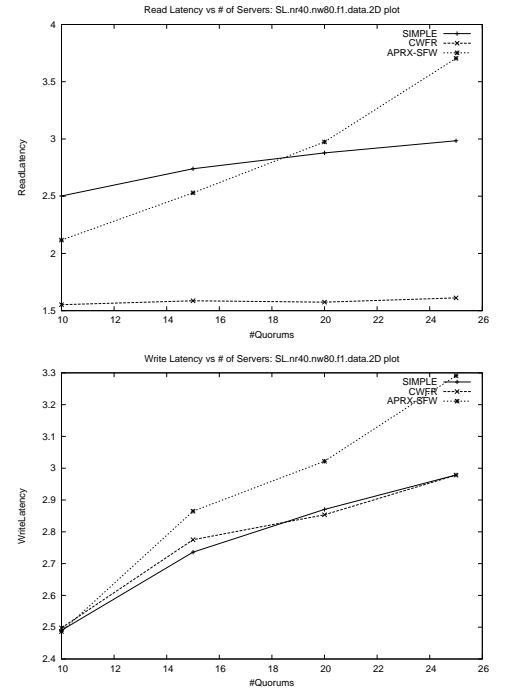 Read Latency vs # of Servers: SL.nr40.nw80.f1.data.2D plot
4
3.5
3
2.5
2
1.5
ReadLatency
SIMPLE
CWFR
APRX-SFW
10 12 14 16 18 20 22 24 26
#Quorums
Write Latency vs # of Servers: SL.nr40.nw80.f1.data.2D plot
3.3
3.2
3.1
3
2.9
2.8
2.7
2.6
2.5
2.4
WriteLatency
SIMPLE
CWFR
APRX-SFW
10 12 14 16 18 20 22 24 26
#Quorums